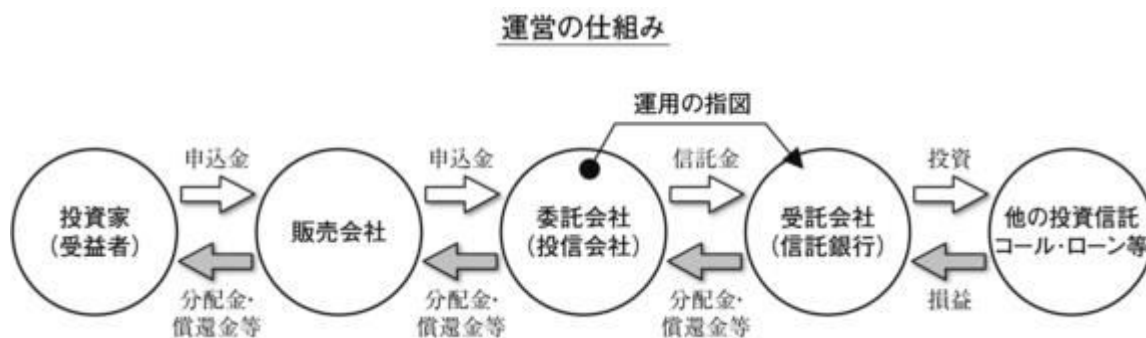 運営の仕組み
運用の指図
申込金
申込金
信託金
投資
投資家
(受益者)
販売会社
委託会社
(投信会社)
受託会社
(信託銀行)
他の投資信託
コール・ローン等
分配金・
償還金等
分配金・
償還金等
分配金・
償還金等
損益